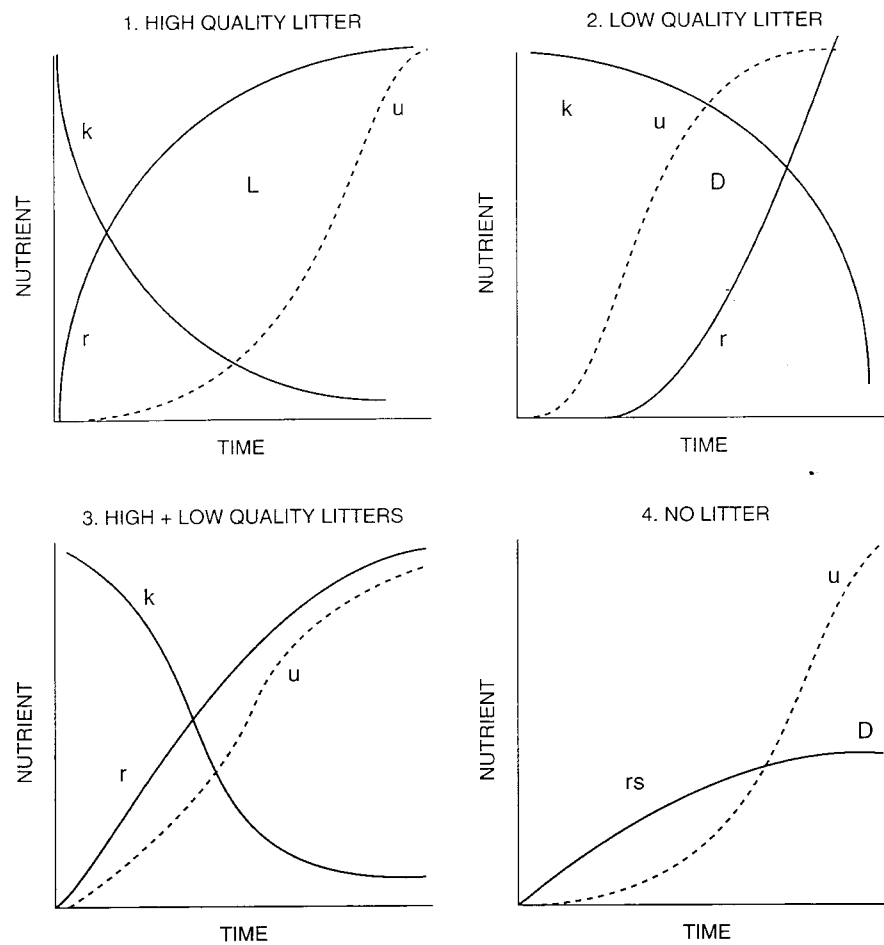 1. HIGH QUALITY LITTER
k
u
L
r
NUTRIENT
TIME
2. LOW QUALITY LITTER
k
u
D
r
NUTRIENT
TIME
3. HIGH + LOW QUALITY LITTERS
k
u
r
NUTRIENT
TIME
4. NO LITTER
u
D
rs
NUTRIENT
TIME